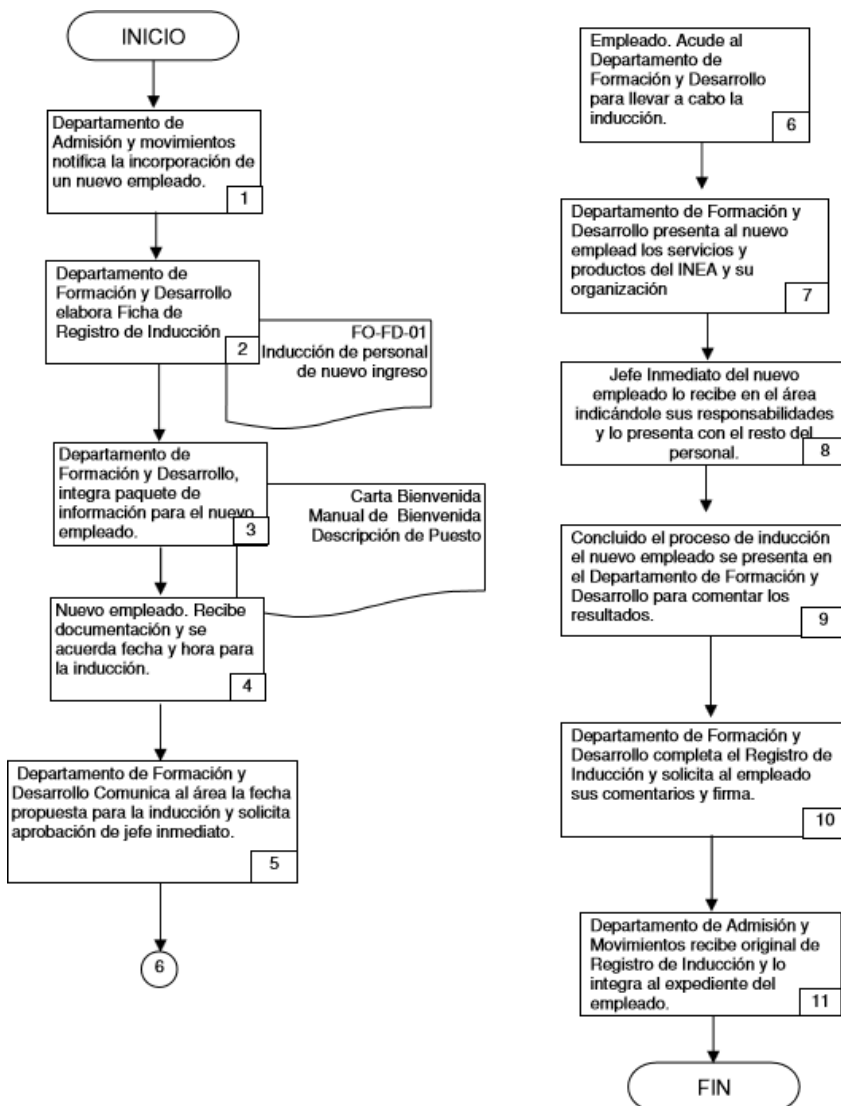 INICIO
Departamento de
Admisión y movimientos
notifica la incorporación de
un nuevo empleado.
1
Departamento de
Formación y Desarrollo
elabora Ficha de
Registro de Inducción
2
FO-FD-01
Inducción de personal
de nuevo ingreso
Departamento de
Formación y Desarrollo,
integra paquete de
información para el nuevo
empleado.
3
Carta Bienvenida
Manual de Bienvenida
Descripción de Puesto
Nuevo empleado. Recibe
documentación y se
acuerda fecha y hora para
la inducción.
4
Departamento de Formación y
Desarrollo Comunica al área la fecha
propuesta para la inducción y solicita
aprobación de jefe inmediato.
5
6
Empleado. Acude al
Departamento de
Formación y Desarrollo
para llevar a cabo la
inducción.
6
Departamento de Formación y
Desarrollo presenta al nuevo
emplead los servicios y
productos del INEA y su
organización
7
Jefe Inmediato del nuevo
empleado lo recibe en el área
indicándole sus responsabilidades
y lo presenta con el resto del
personal.
8
Concluido el proceso de inducción
el nuevo empleado se presenta en
el Departamento de Formación y
Desarrollo para comentar los
resultados.
9
Departamento de Formación y
Desarrollo completa el Registro de
Inducción y solicita al empleado
sus comentarios y firma.
10
Departamento de Admisión y
Movimientos recibe original de
Registro de Inducción y lo
integra al expediente del
empleado.
11
FIN